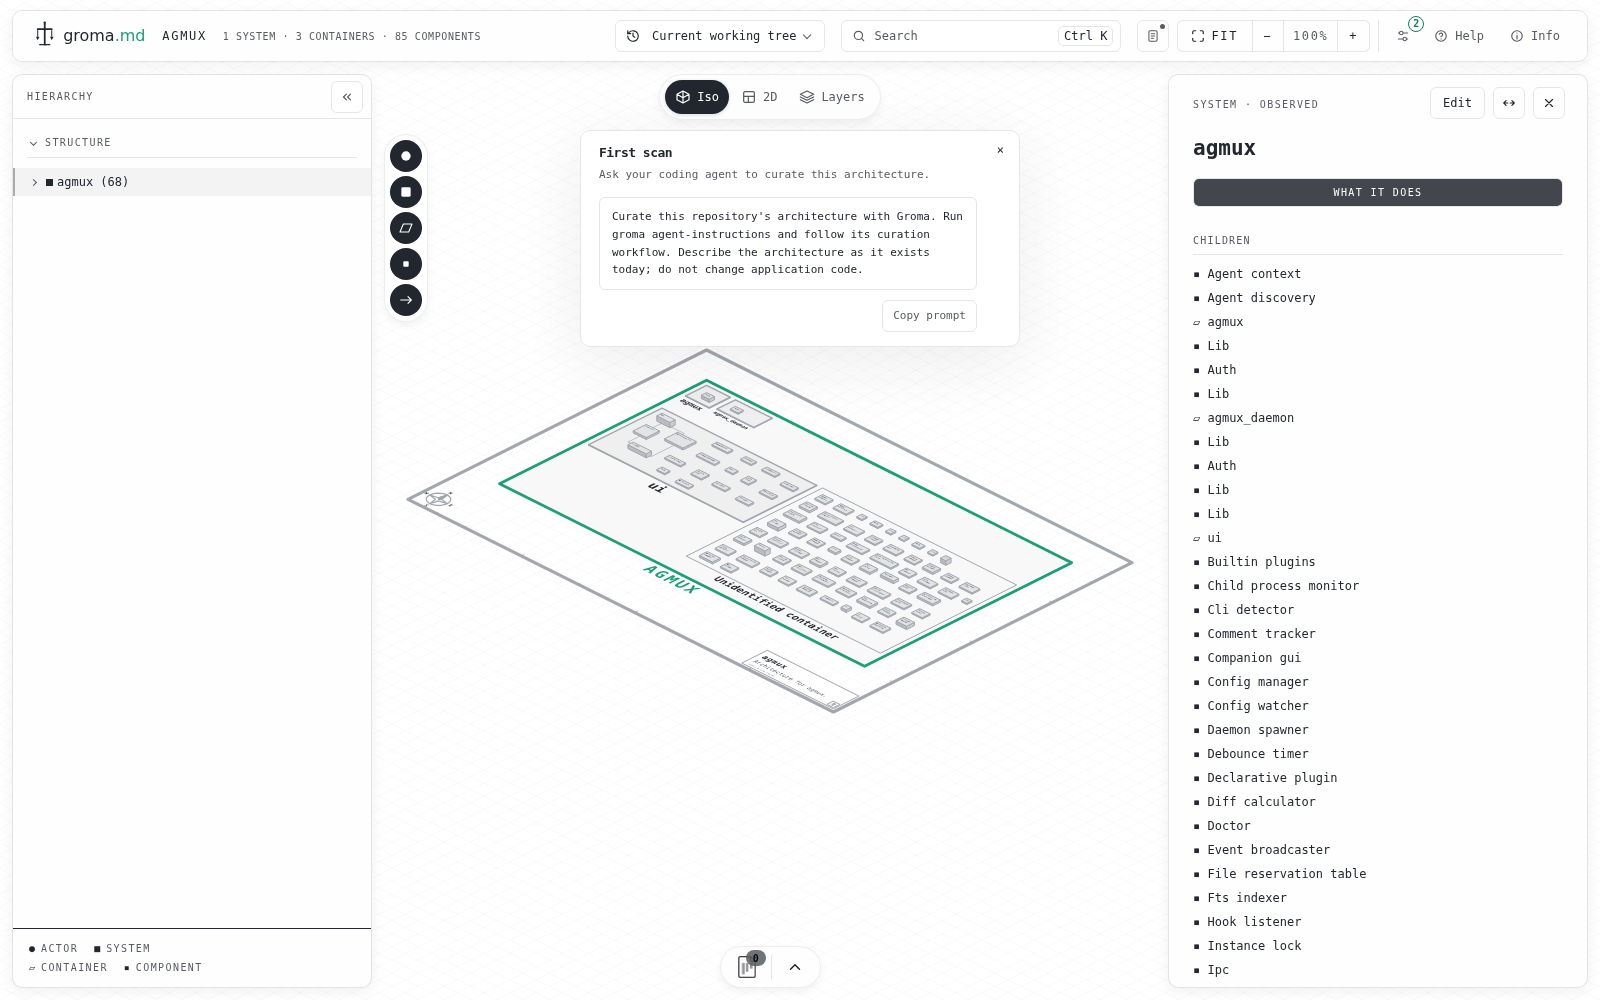 groma.md
AGMUX
1 SYSTEM · 3 CONTAINERS · 85 COMPONENTS
Current working tree
Search
Ctrl K
FIT
−
100%
+
2
Help
Info
HIERARCHY
STRUCTURE
agmux (68)
ACTOR
SYSTEM
CONTAINER
COMPONENT
Iso
2D
Layers
First scan
×
Ask your coding agent to curate this architecture.
Curate this repository's architecture with Groma. Run
groma agent-instructions and follow its curation
workflow. Describe the architecture as it exists
today; do not change application code.
Copy prompt
agmux
agmux_daemon
ui
AGMUX
Unidentified container
agmux
Architecture for agmux.
0
SYSTEM · OBSERVED
Edit
agmux
WHAT IT DOES
CHILDREN
Agent context
Agent discovery
agmux
Lib
Auth
Lib
agmux_daemon
Lib
Auth
Lib
Lib
ui
Builtin plugins
Child process monitor
Cli detector
Comment tracker
Companion gui
Config manager
Config watcher
Daemon spawner
Debounce timer
Declarative plugin
Diff calculator
Doctor
Event broadcaster
File reservation table
Fts indexer
Hook listener
Instance lock
Ipc